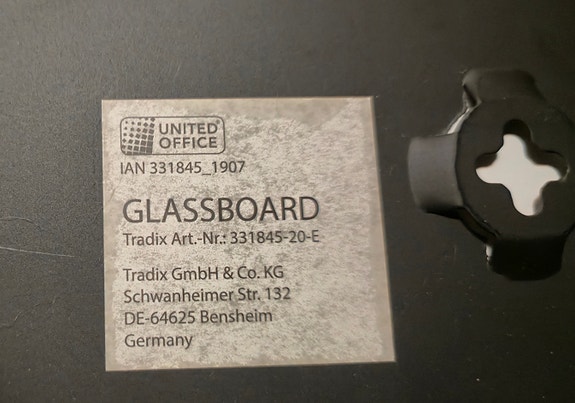 UNITED
OFFICE®
IAN 331845_1907
GLASSBOARD
Tradix Art.-Nr.: 331845-20-E
Tradix GmbH & Co. KG
Schwanheimer Str. 132
DE-64625 Bensheim
Germany